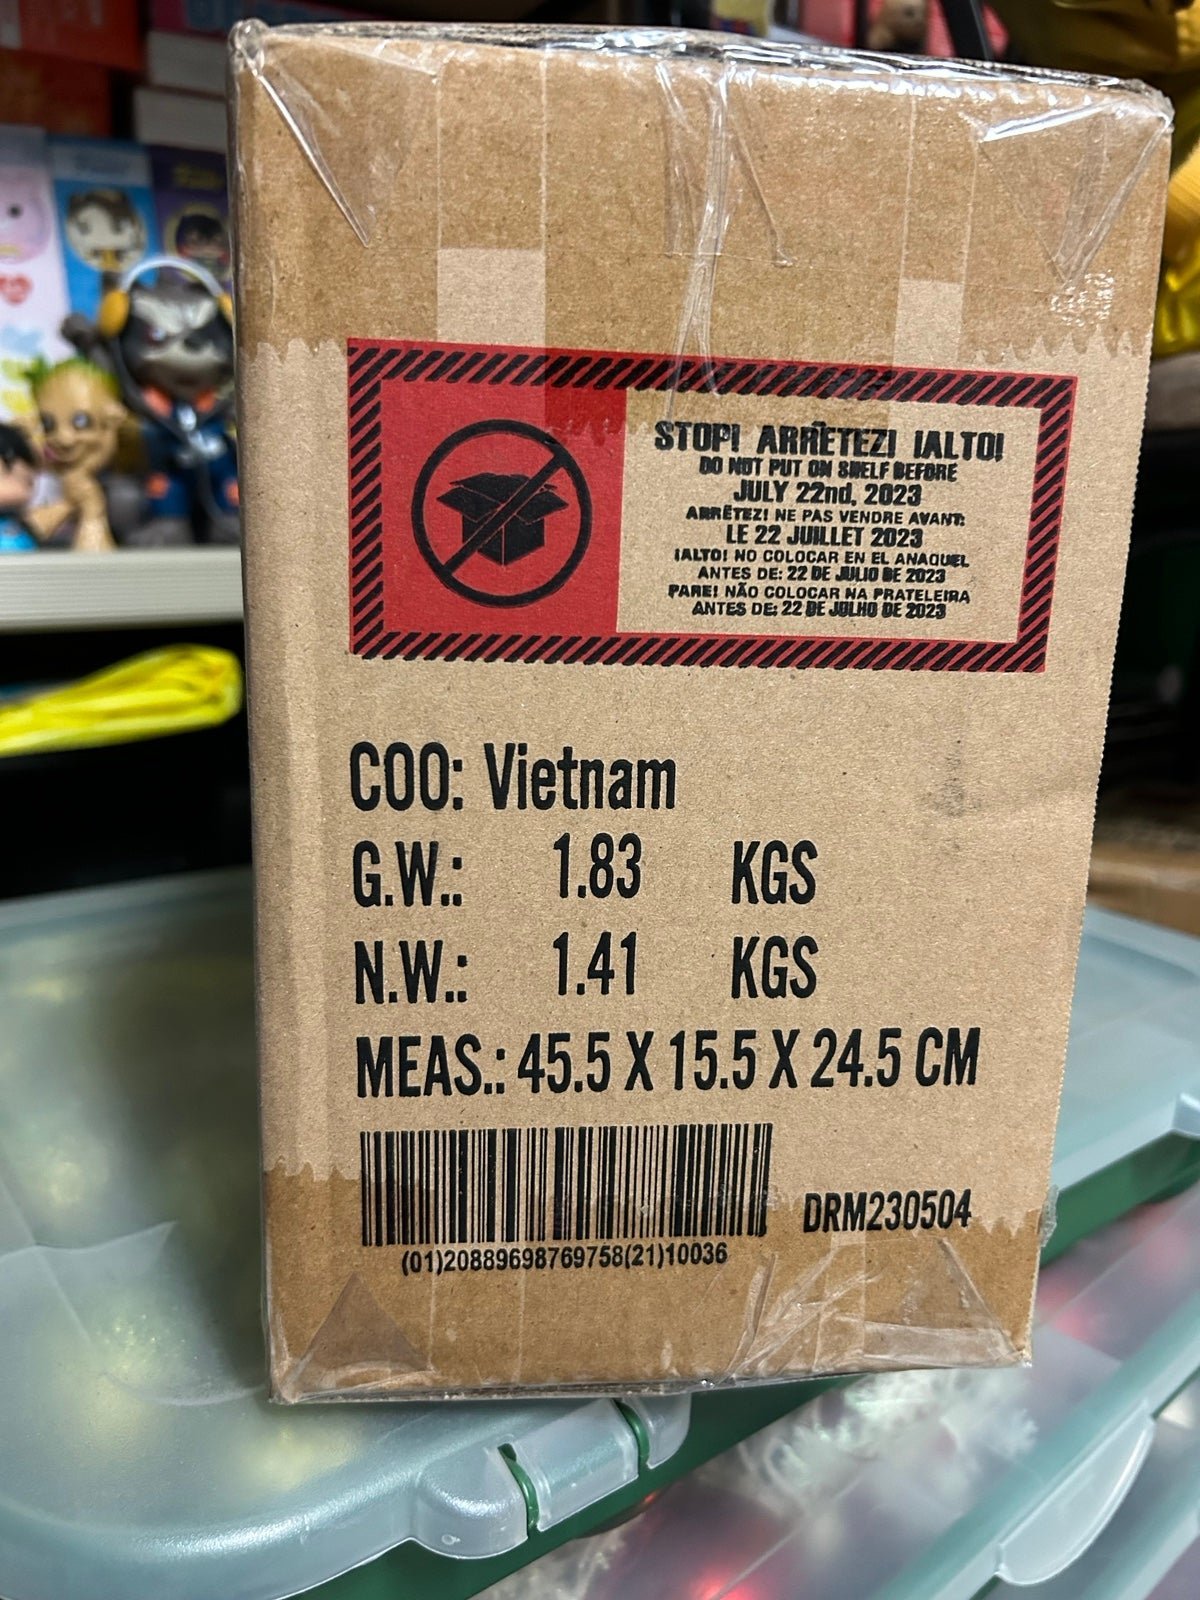 STOP! ARRÊTEZ! ¡ALTO!
DO NOT PUT ON SHELF BEFORE
JULY 22nd, 2023
ARRÊTEZ! NE PAS VENDRE AVANT:
LE 22 JUILLET 2023
¡ALTO! NO COLOCAR EN EL ANAQUEL
ANTES DE: 22 DE JULIO DE 2023
PARE! NÃO COLOCAR NA PRATELEIRA
ANTES DE: 22 DE JULHO DE 2023
COO: Vietnam
G.W.: 1.83 KGS
N.W.: 1.41 KGS
MEAS.: 45.5 X 15.5 X 24.5 CM
DRM230504
(01)20889698769758(21)10036